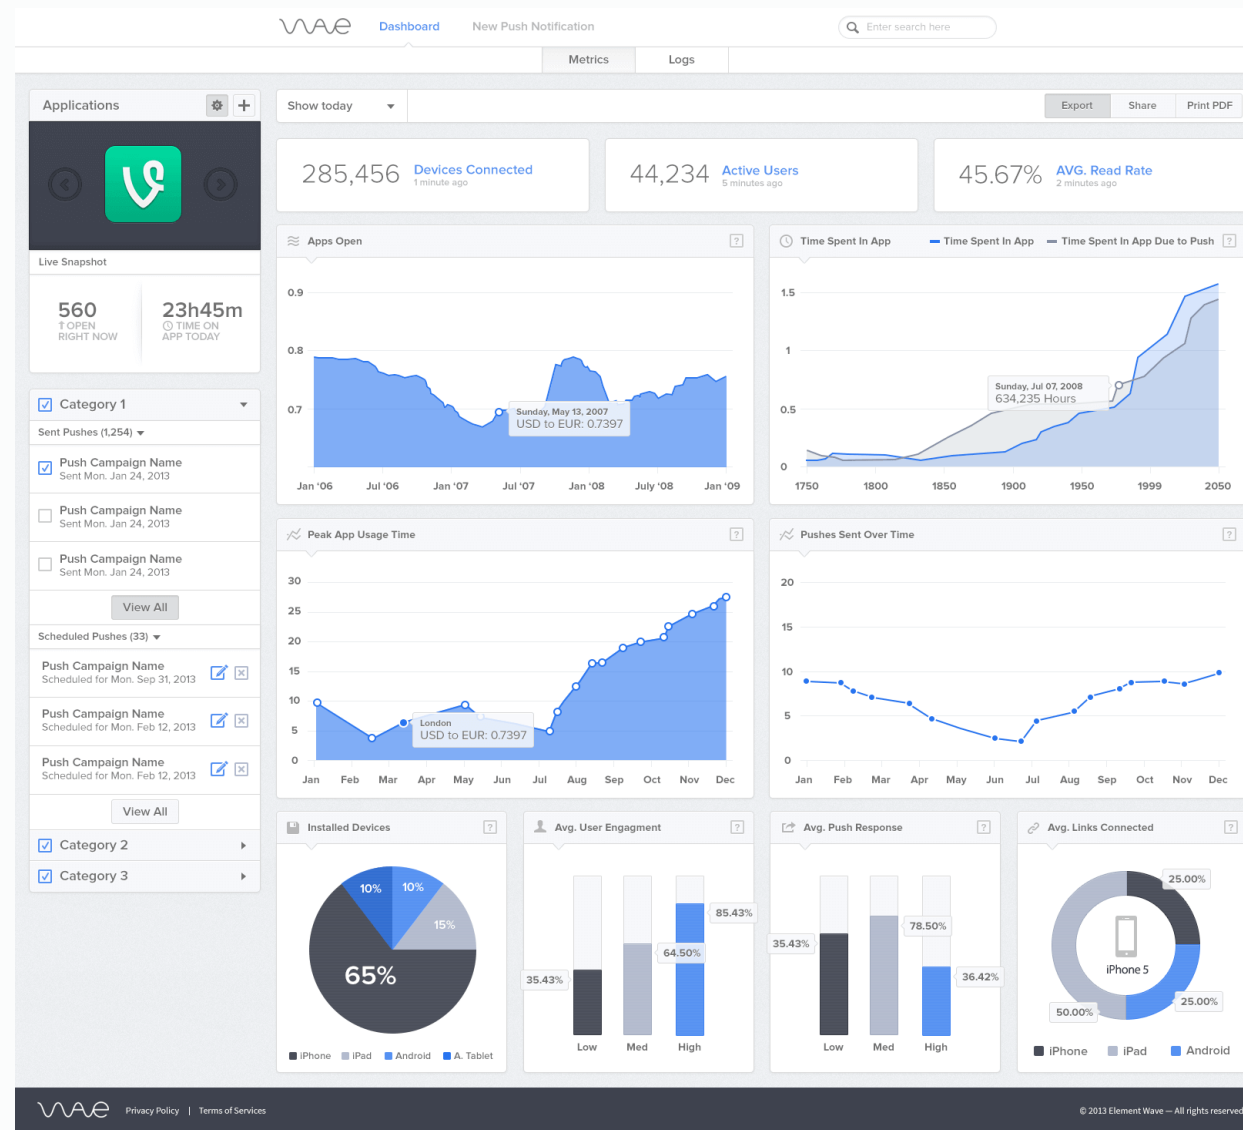 WAVE
Dashboard
New Push Notification
Enter search here
Metrics
Logs
Applications
Show today
Export
Share
Print PDF
285,456
Devices Connected
1 minute ago
44,234
Active Users
5 minutes ago
45.67%
AVG. Read Rate
2 minutes ago
Live Snapshot
560
OPEN
RIGHT NOW
23h45m
TIME ON
APP TODAY
Category 1
Sent Pushes (1,254)
Push Campaign Name
Sent Mon. Jan 24, 2013
Push Campaign Name
Sent Mon. Jan 24, 2013
Push Campaign Name
Sent Mon. Jan 24, 2013
View All
Scheduled Pushes (33)
Push Campaign Name
Scheduled for Mon. Sep 31, 2013
Push Campaign Name
Scheduled for Mon. Feb 12, 2013
Push Campaign Name
Scheduled for Mon. Feb 12, 2013
View All
Category 2
Category 3
Apps Open
?
0.9
0.8
0.7
Sunday, May 13, 2007
USD to EUR: 0.7397
Jan '06 Jul '06 Jan '07 Jul '07 Jan '08 July '08 Jan '09
Time Spent In App
Time Spent In App
Time Spent In App Due to Push
?
1.5
1
0.5
0
Sunday, Jul 07, 2008
634,235 Hours
1750 1800 1850 1900 1950 1999 2050
Peak App Usage Time
?
30
25
20
15
10
5
0
London
USD to EUR: 0.7397
Jan Feb Mar Apr May Jun Jul Aug Sep Oct Nov Dec
Pushes Sent Over Time
?
20
15
10
5
0
Jan Feb Mar Apr May Jun Jul Aug Sep Oct Nov Dec
Installed Devices
?
10%
10%
15%
65%
iPhone iPad Android A. Tablet
Avg. User Engagment
?
85.43%
64.50%
35.43%
Low Med High
Avg. Push Response
?
78.50%
35.43%
36.42%
Low Med High
Avg. Links Connected
?
25.00%
iPhone 5
25.00%
50.00%
iPhone iPad Android
WAVE
Privacy Policy | Terms of Services
© 2013 Element Wave — All rights reserved